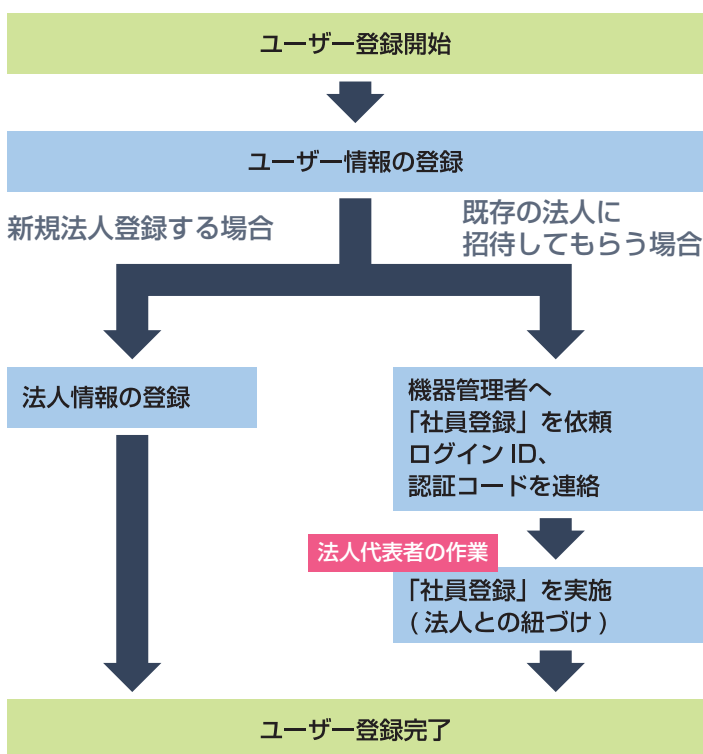 ユーザー登録開始
ユーザー情報の登録
新規法人登録する場合
既存の法人に
招待してもらう場合
法人情報の登録
機器管理者へ
「社員登録」を依頼
ログイン ID、
認証コードを連絡
法人代表者の作業
「社員登録」を実施
( 法人との紐づけ )
ユーザー登録完了